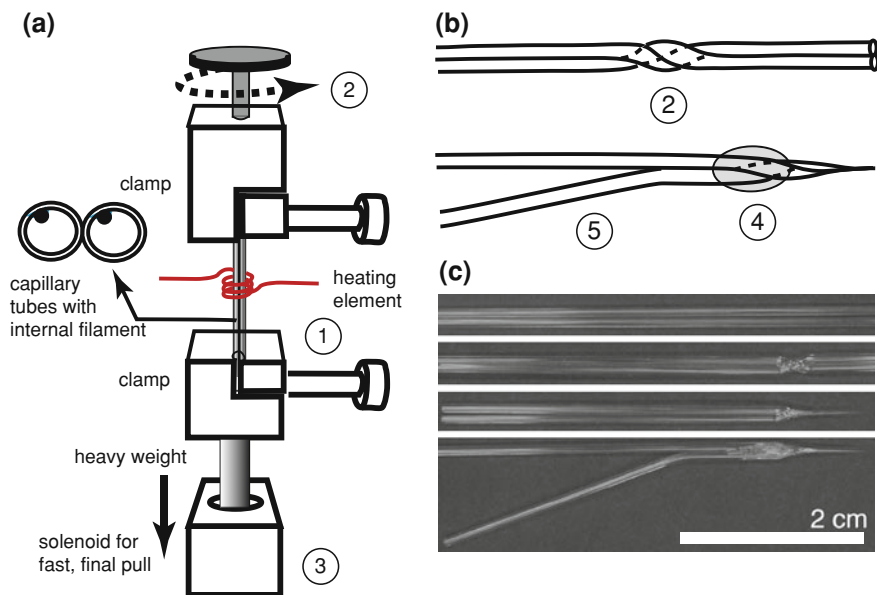 (a)
2
clamp
capillary
tubes with
internal filament
heating
element
1
clamp
heavy weight
solenoid for
fast, final pull
3
(b)
2
5
4
(c)
2 cm